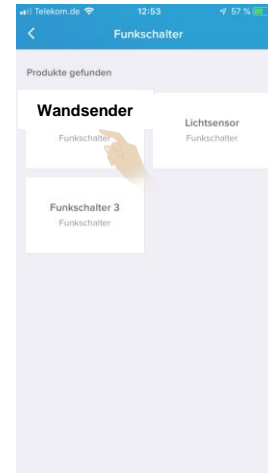 Telekom.de 12:53 57 %
Funkschalter
Produkte gefunden
Wandsender
Funkschalter
Lichtsensor
Funkschalter
Funkschalter 3
Funkschalter